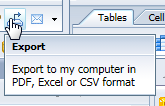 Tables
Cell
Export
Export to my computer in
PDF, Excel or CSV format